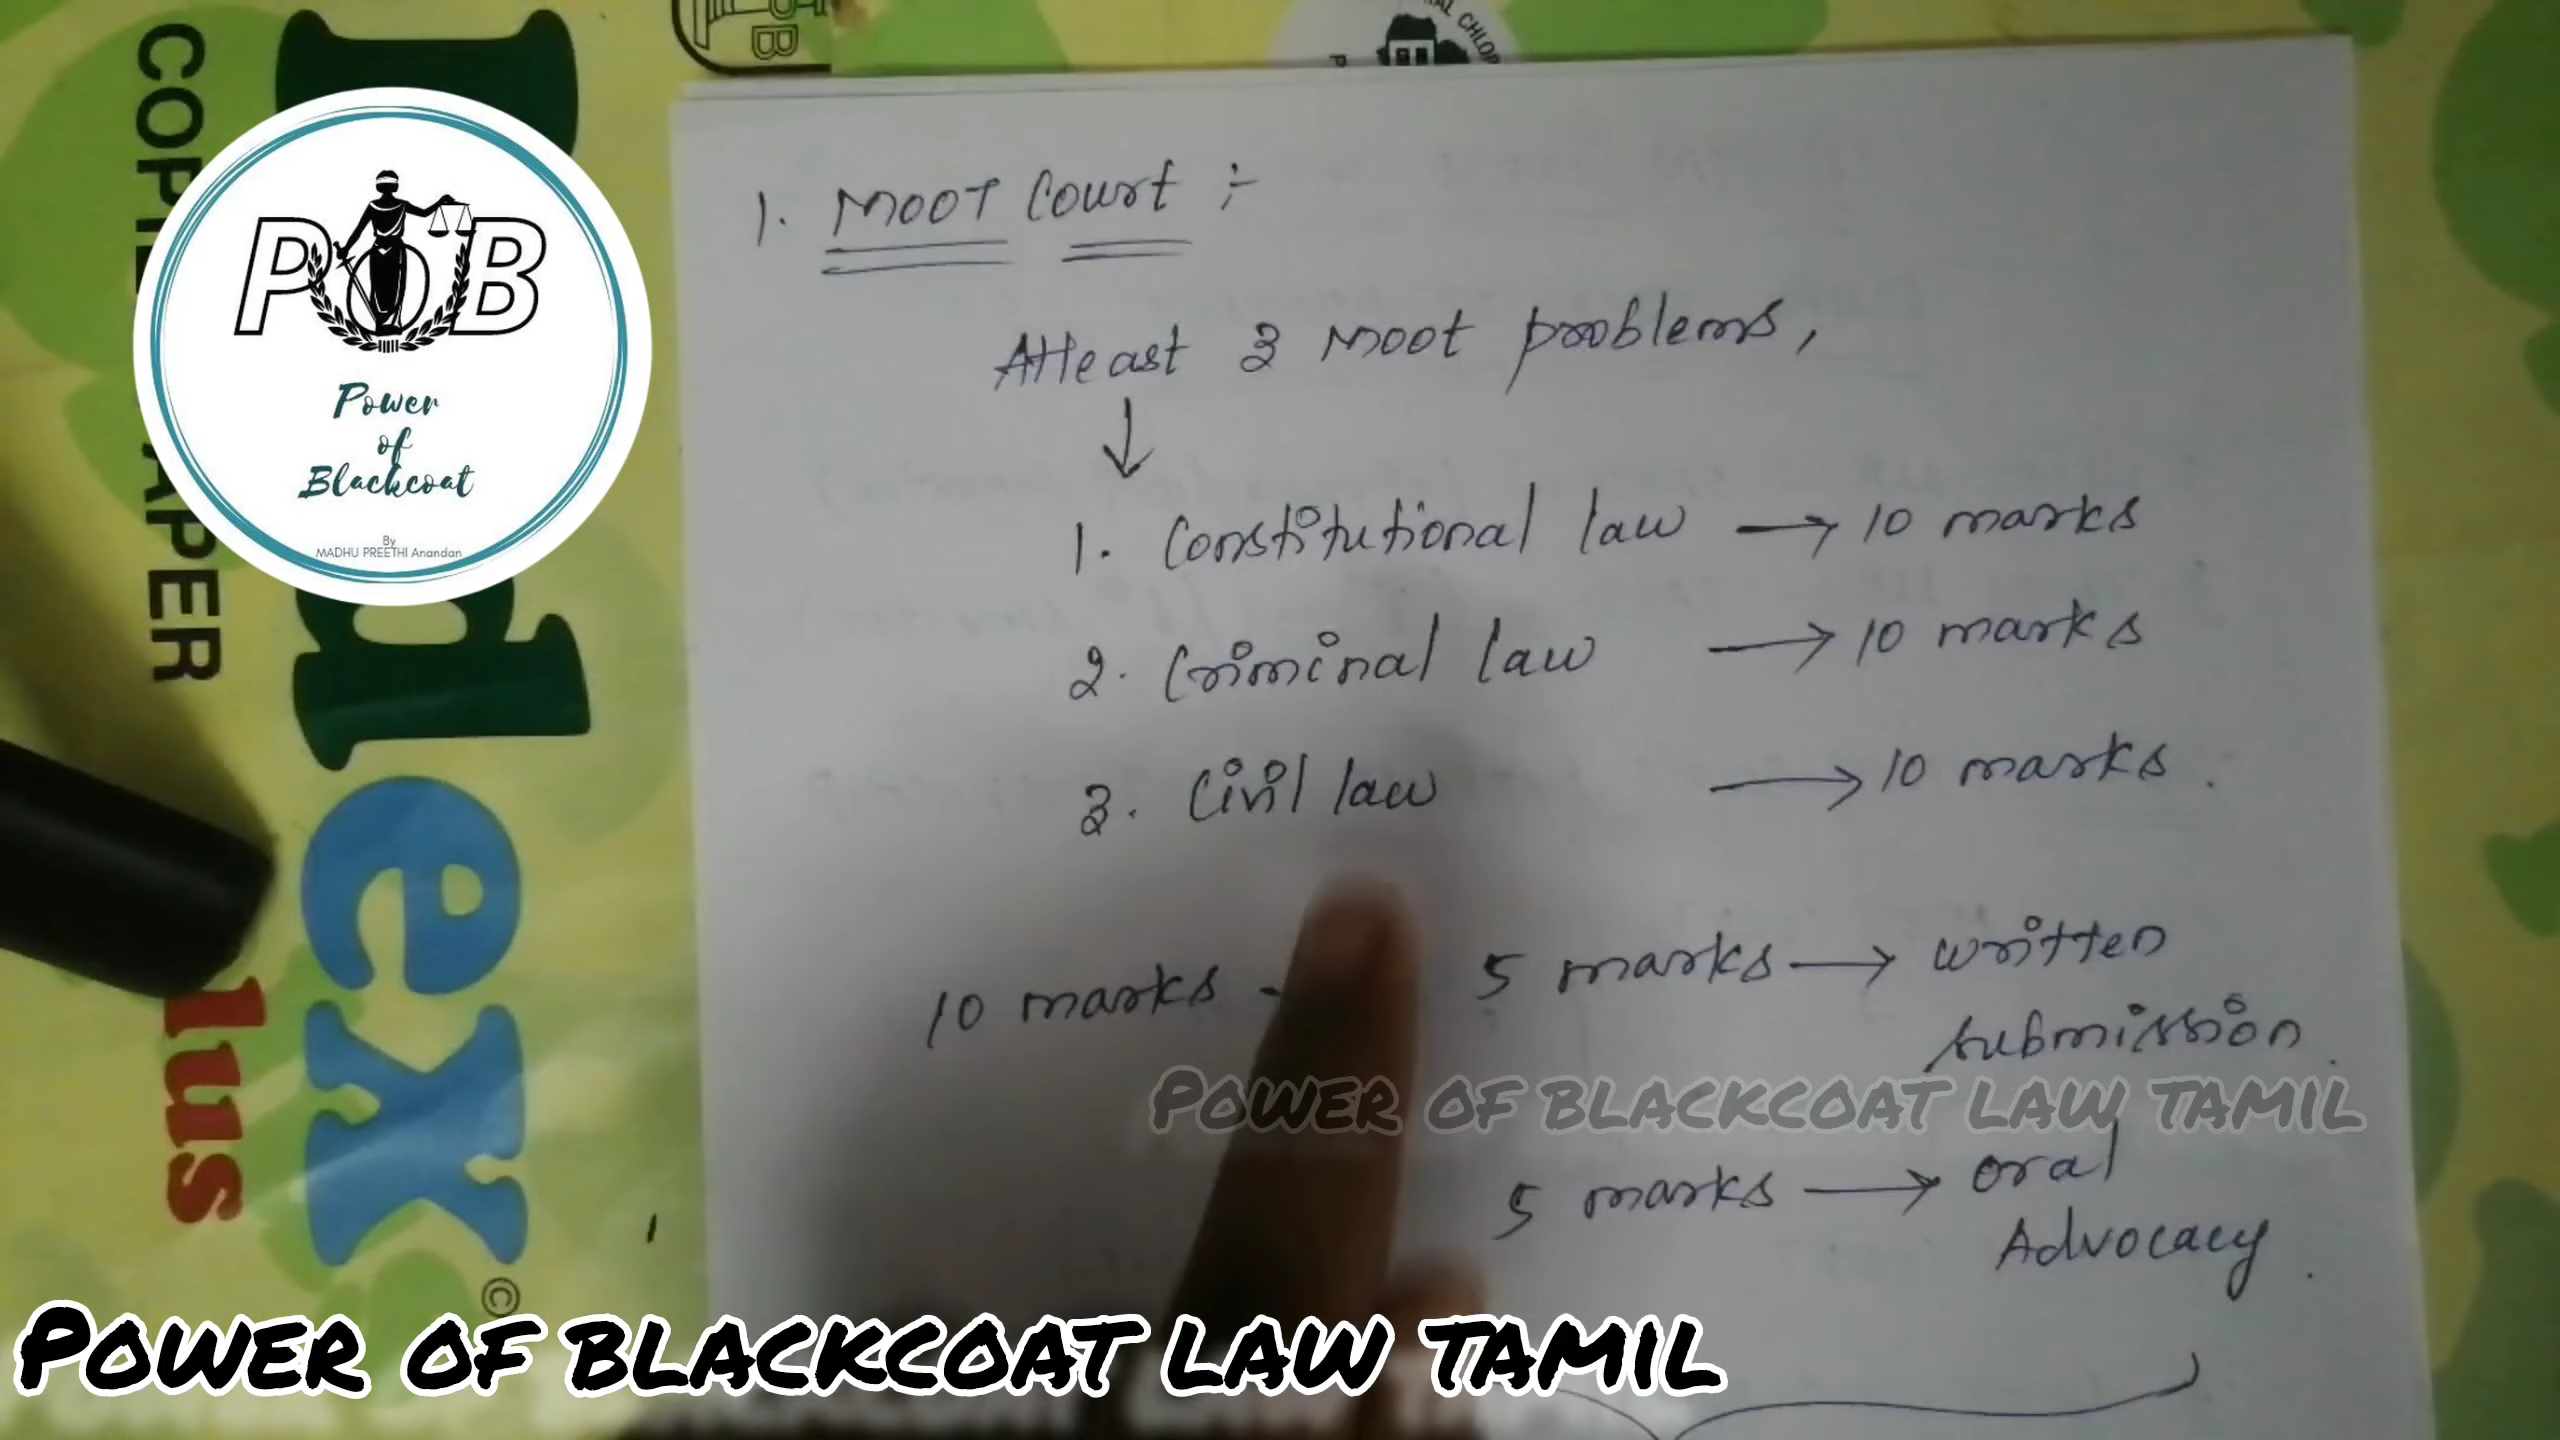 COPIER PAPER
lus
POB
Power
of
Blackcoat
By
MADHU PREETHI Anandan
1. MOOT Court :-
Atleast 3 Moot problems,
1. Constitutional law → 10 marks
2. Criminal law → 10 marks
3. Civil law → 10 marks.
10 marks - 5 marks → written
submission.
POWER OF BLACKCOAT LAW TAMIL
5 marks → oral
Advocacy.
POWER OF BLACKCOAT LAW TAMIL